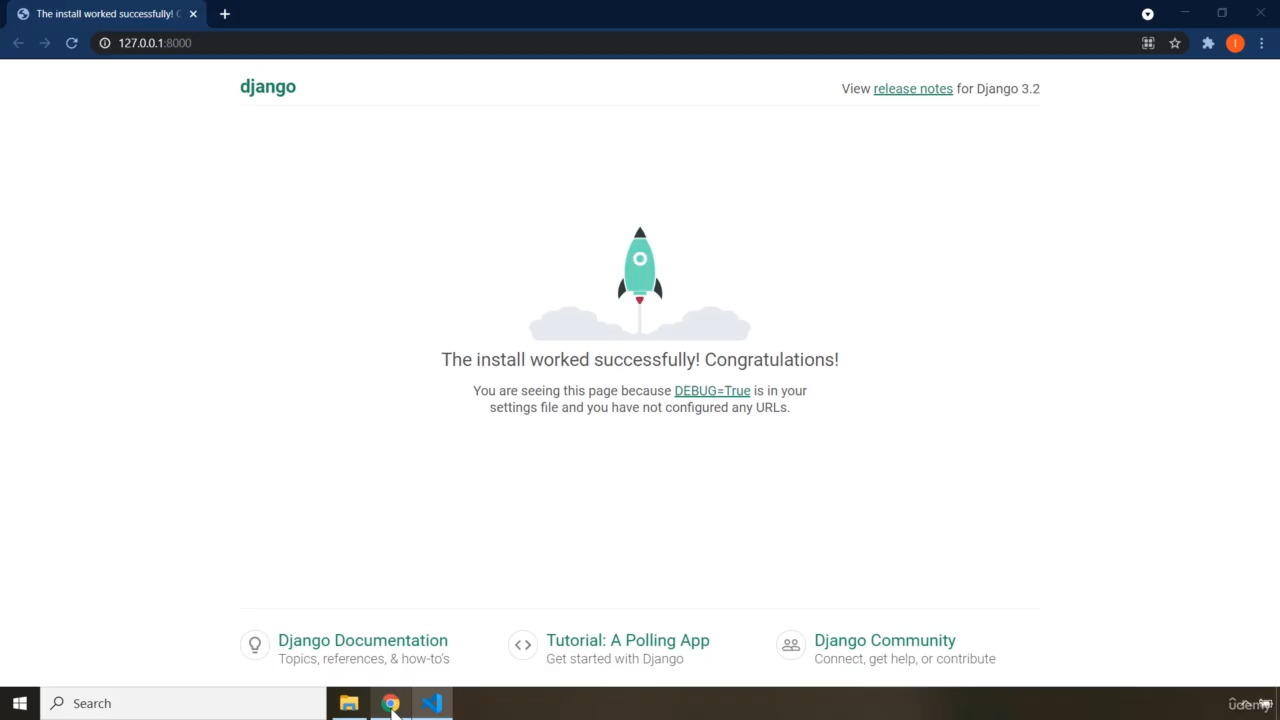 The install worked successfully! C
127.0.0.1:8000
django
View release notes for Django 3.2
The install worked successfully! Congratulations!
You are seeing this page because DEBUG=True is in your
settings file and you have not configured any URLs.
Django Documentation
Topics, references, & how-to's
Tutorial: A Polling App
Get started with Django
Django Community
Connect, get help, or contribute
I
Search
udemy